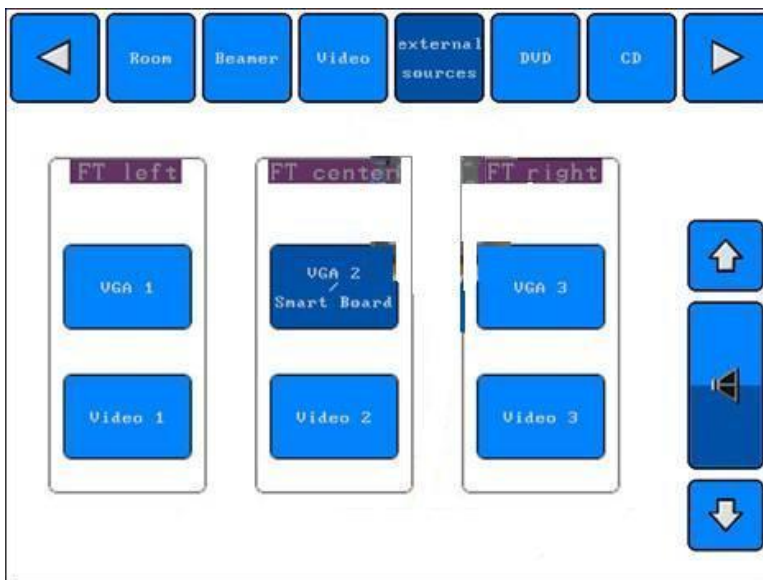 Room
Beamer
Video
external
sources
DVD
CD
FT left
FT center
FT right
VGA 1
VGA 2
/
Smart Board
VGA 3
Video 1
Video 2
Video 3